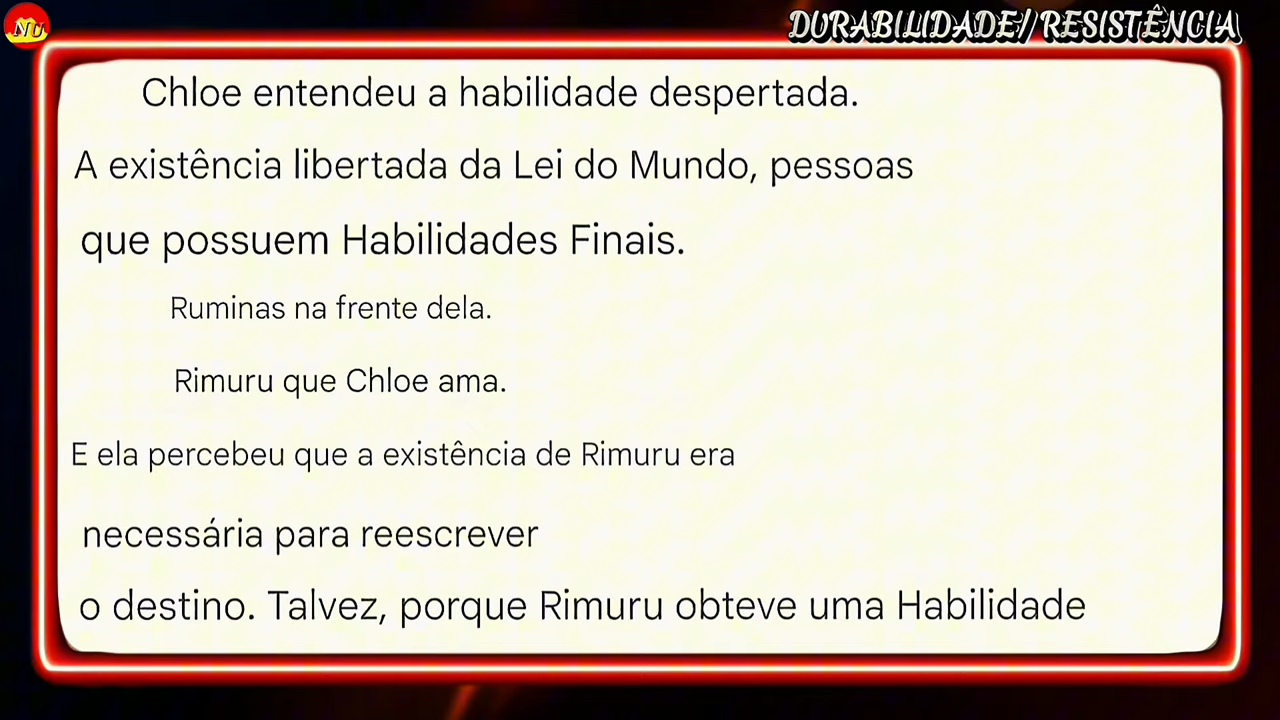 NU
DURABILIDADE/ RESISTÊNCIA
Chloe entendeu a habilidade despertada.
A existência libertada da Lei do Mundo, pessoas
que possuem Habilidades Finais.
Ruminas na frente dela.
Rimuru que Chloe ama.
E ela percebeu que a existência de Rimuru era
necessária para reescrever
o destino. Talvez, porque Rimuru obteve uma Habilidade